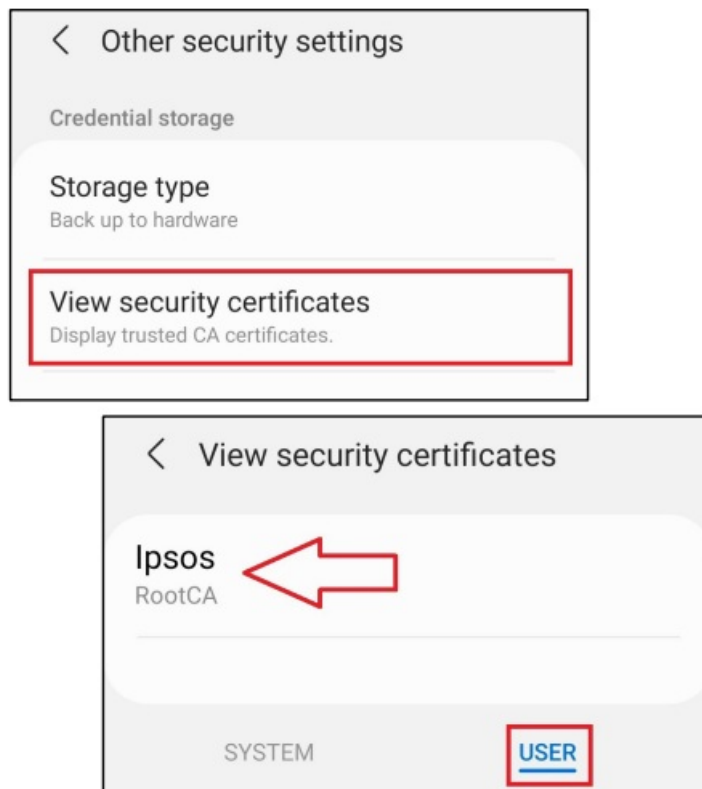 Other security settings
Credential storage
Storage type
Back up to hardware
View security certificates
Display trusted CA certificates.
View security certificates
Ipsos
RootCA
SYSTEM USER